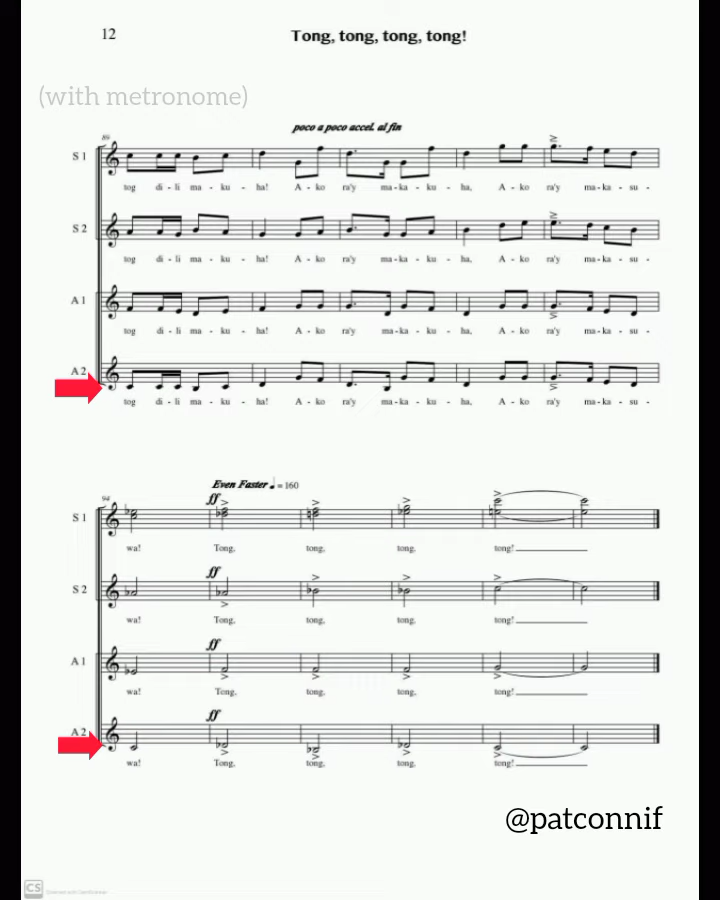 12
Tong, tong, tong, tong!
(with metronome)
poco a poco accel. al fin
89
S 1
tog di - li ma - ku - ha! A - ko ra'y ma - ka - ku - ha, A - ko ra'y ma - ka - su -
S 2
tog di - li ma - ku - ha! A - ko ra'y ma - ka - ku - ha, A - ko ra'y ma - ka - su -
A 1
tog di - li ma - ku - ha! A - ko ra'y ma - ka - ku - ha, A - ko ra'y ma - ka - su -
A 2
tog di - li ma - ku - ha! A - ko ra'y ma - ka - ku - ha, A - ko ra'y ma - ka - su -
Even Faster ♩ = 160
94
ff
S 1
wa! Tong, tong, tong, tong!
ff
S 2
wa! Tong, tong, tong, tong!
ff
A 1
wa! Tong, tong, tong, tong!
ff
A 2
wa! Tong, tong, tong, tong!
@patconnif
CS